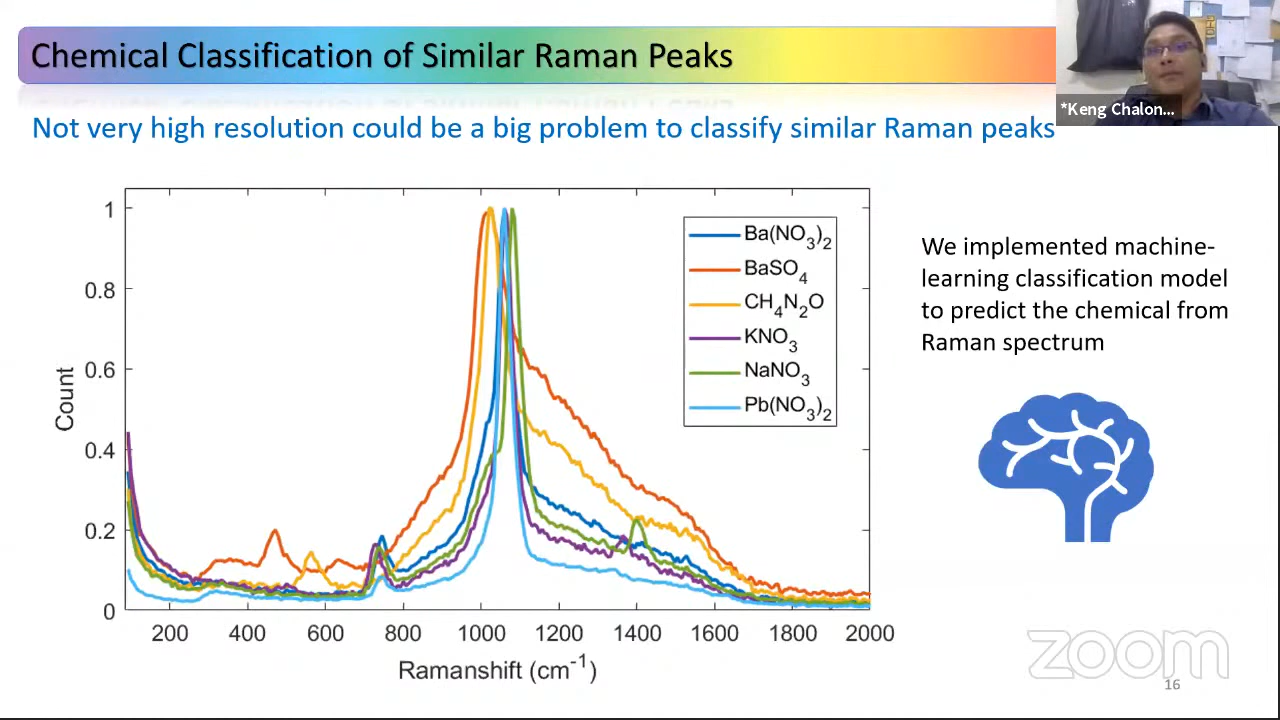 Chemical Classification of Similar Raman Peaks
*Keng Chalon...
Not very high resolution could be a big problem to classify similar Raman peaks
1
0.8
0.6
0.4
0.2
0
Count
200 400 600 800 1000 1200 1400 1600 1800 2000
Ramanshift (cm⁻¹)
Ba(NO₃)₂
BaSO₄
CH₄N₂O
KNO₃
NaNO₃
Pb(NO₃)₂
We implemented machine-
learning classification model
to predict the chemical from
Raman spectrum
zoom
16